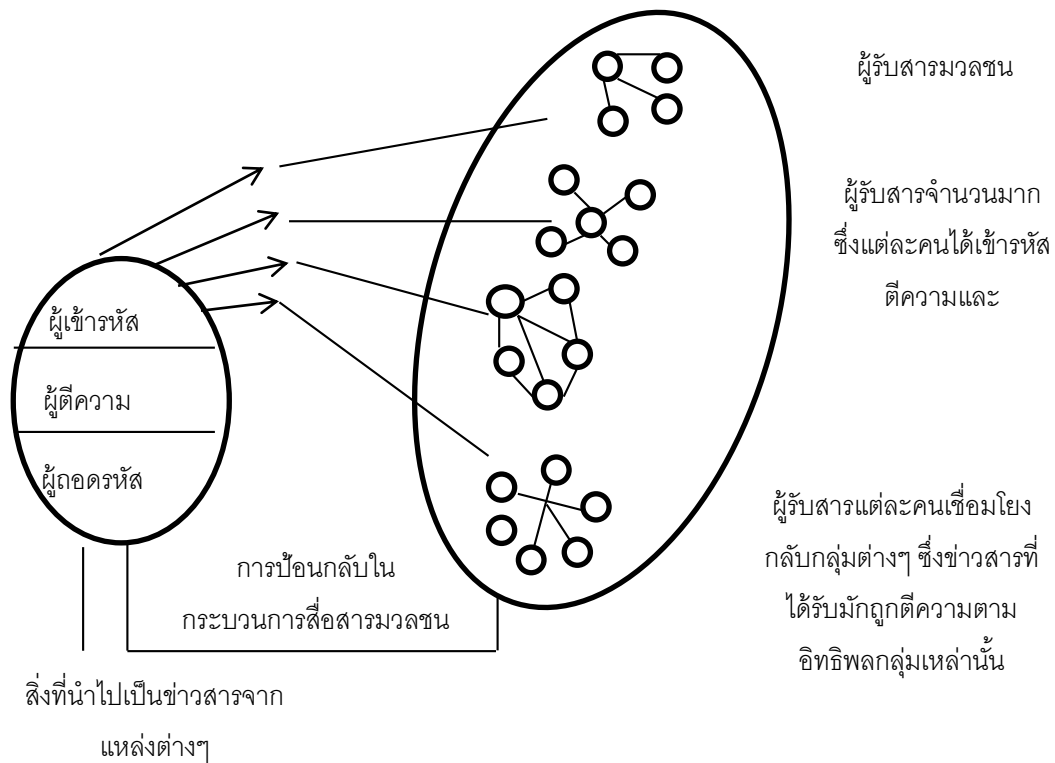 ผู้รับสารมวลชน
ผู้รับสารจำนวนมาก
ซึ่งแต่ละคนได้เข้ารหัส
ตีความและ
ผู้เข้ารหัส
ผู้ตีความ
ผู้ถอดรหัส
ผู้รับสารแต่ละคนเชื่อมโยง
กลับกลุ่มต่างๆ ซึ่งข่าวสารที่
ได้รับมักถูกตีความตาม
อิทธิพลกลุ่มเหล่านั้น
การป้อนกลับใน
กระบวนการสื่อสารมวลชน
สิ่งที่นำไปเป็นข่าวสารจาก
แหล่งต่างๆ